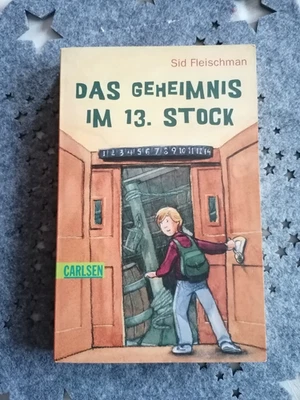 Sid Fleischman
DAS GEHEIMNIS
IM 13. STOCK
1 2 3 4 5 6 7 8 9 10 11 12 14
CARLSEN